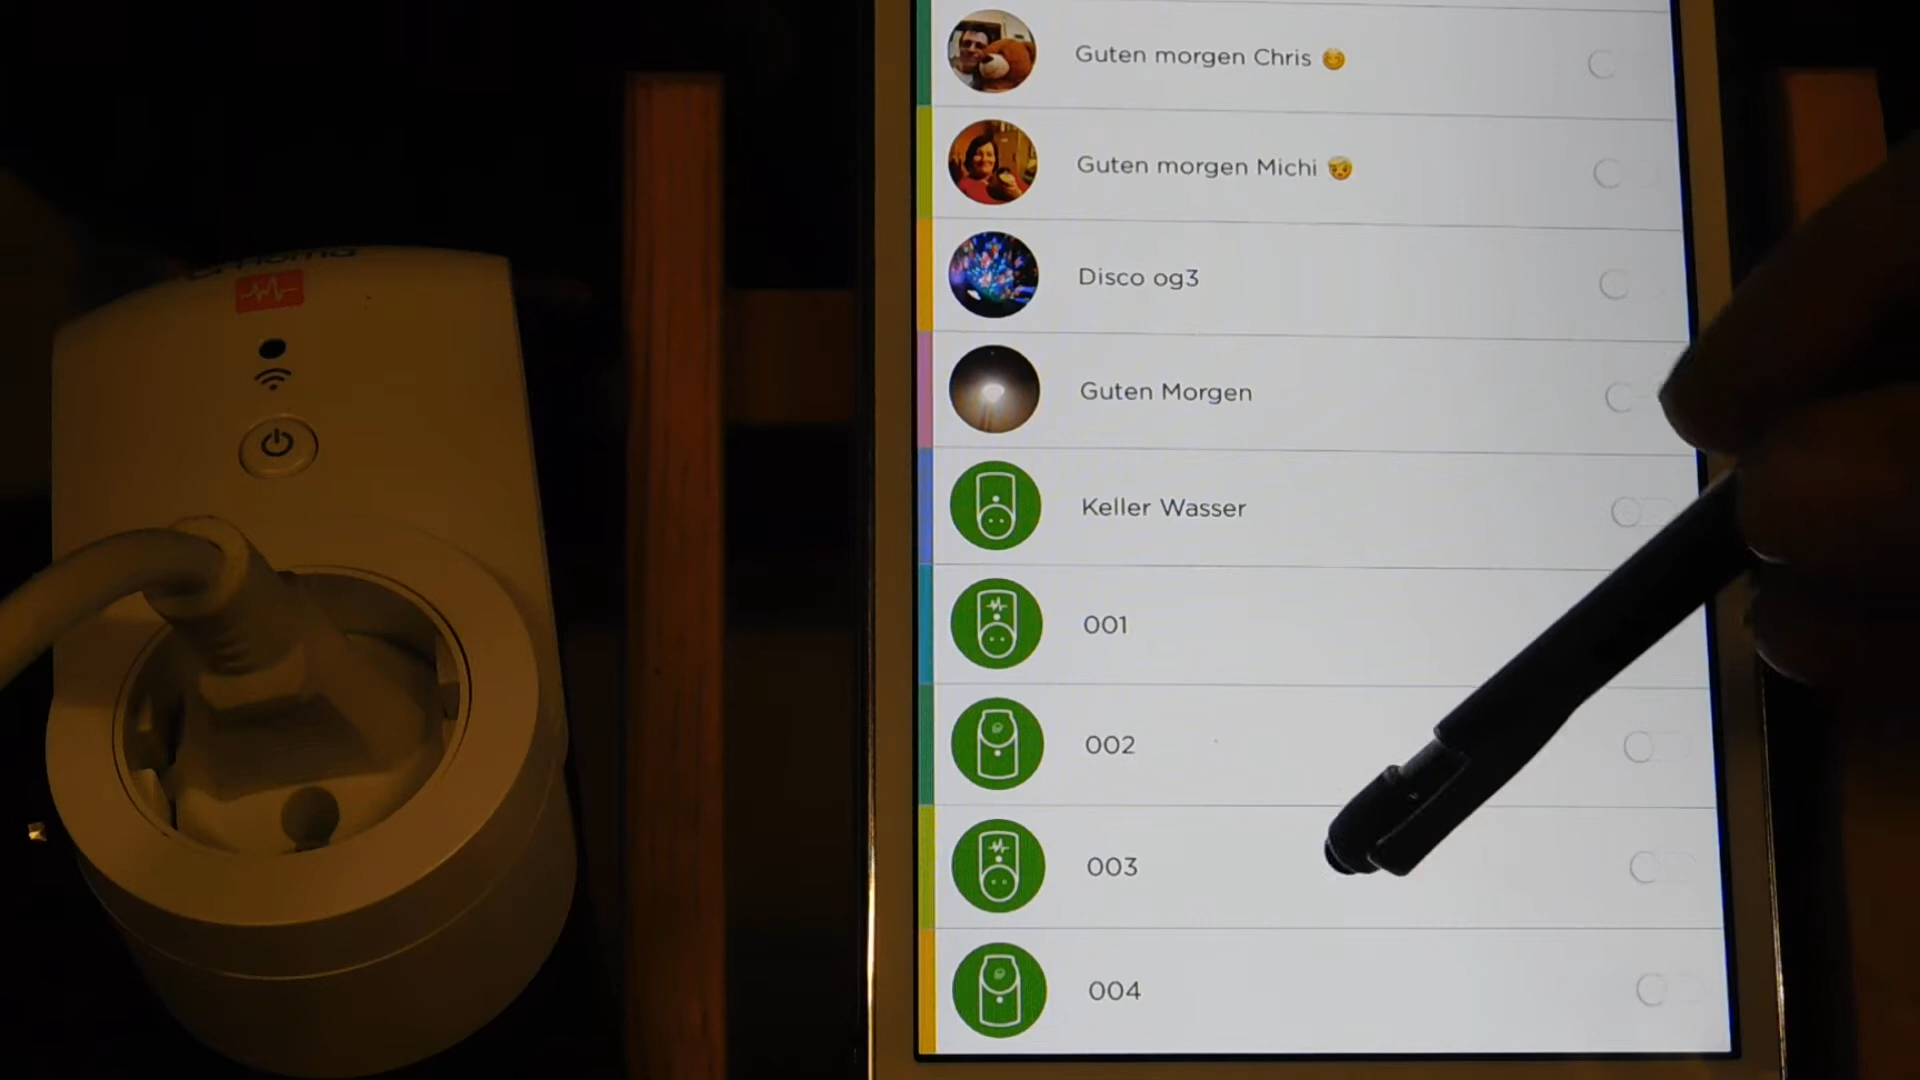 Guten morgen Chris 😊
Guten morgen Michi 🤕
Disco og3
Guten Morgen
Keller Wasser
001
002
003
004